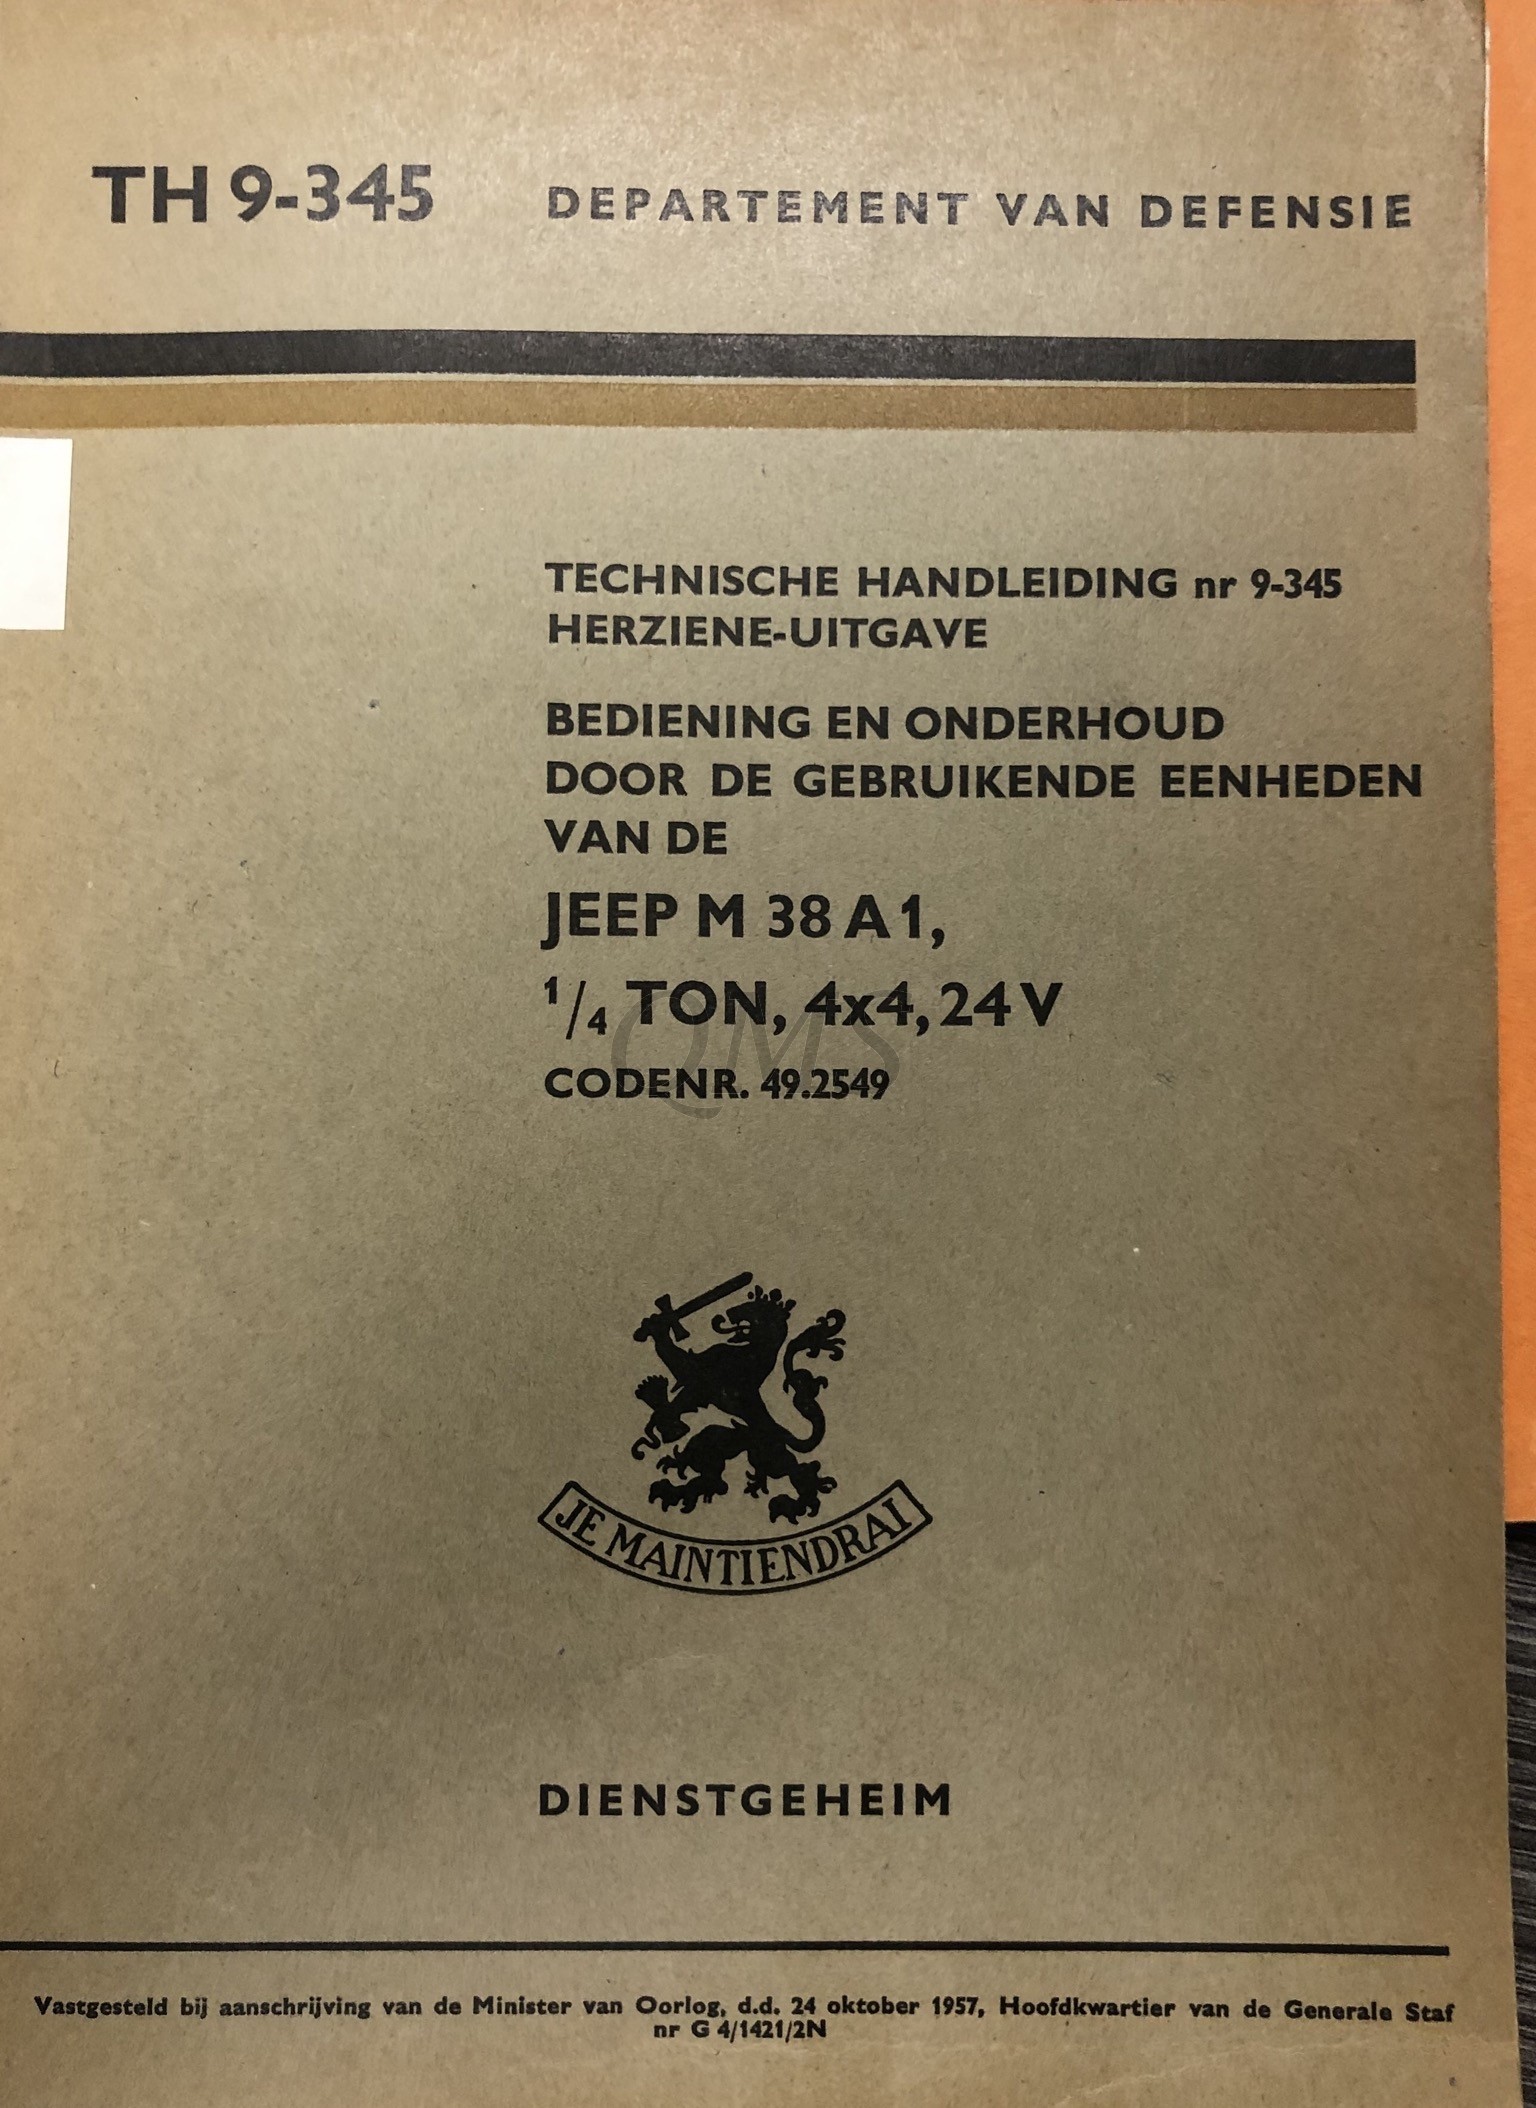 TH 9-345 DEPARTEMENT VAN DEFENSIE
TECHNISCHE HANDLEIDING nr 9-345
HERZIENE-UITGAVE
BEDIENING EN ONDERHOUD
DOOR DE GEBRUIKENDE EENHEDEN
VAN DE
JEEP M 38 A 1,
1/4 TON, 4x4, 24 V
QMS
CODENR. 49.2549
JE MAINTIENDRAI
DIENSTGEHEIM
Vastgesteld bij aanschrijving van de Minister van Oorlog, d.d. 24 oktober 1957, Hoofdkwartier van de Generale Staf
nr G 4/1421/2N